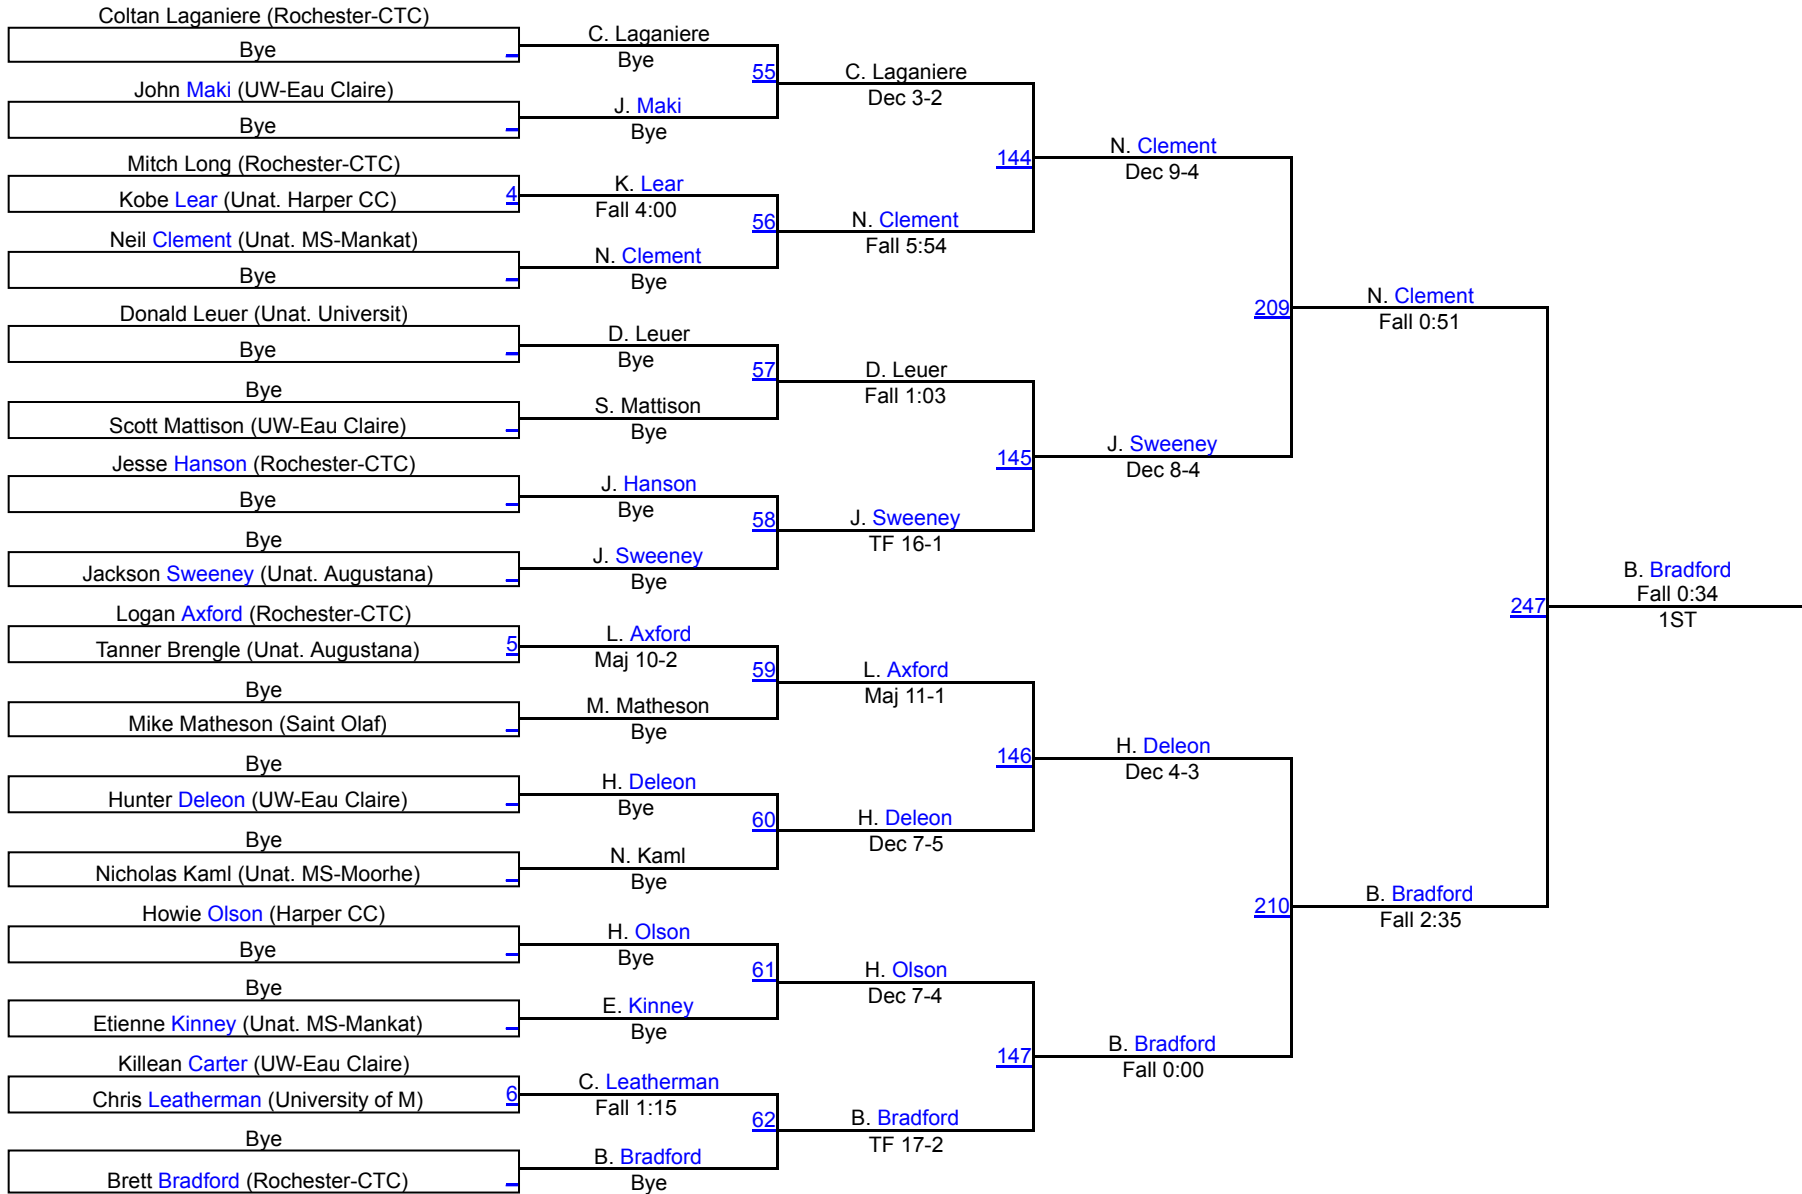 Coltan Laganiere (Rochester-CTC)
Bye
John Maki (UW-Eau Claire)
Bye
Mitch Long (Rochester-CTC)
Kobe Lear (Unat. Harper CC) 4
Neil Clement (Unat. MS-Mankat)
Bye
Donald Leuer (Unat. Universit)
Bye
Bye
Scott Mattison (UW-Eau Claire)
Jesse Hanson (Rochester-CTC)
Bye
Bye
Jackson Sweeney (Unat. Augustana)
Logan Axford (Rochester-CTC)
Tanner Brengle (Unat. Augustana) 5
Bye
Mike Matheson (Saint Olaf)
Bye
Hunter Deleon (UW-Eau Claire)
Bye
Nicholas Kaml (Unat. MS-Moorhe)
Howie Olson (Harper CC)
Bye
Bye
Etienne Kinney (Unat. MS-Mankat)
Killean Carter (UW-Eau Claire)
Chris Leatherman (University of M) 6
Bye
Brett Bradford (Rochester-CTC)
C. Laganiere
Bye
55
J. Maki
Bye
K. Lear
Fall 4:00
56
N. Clement
Bye
D. Leuer
Bye
57
S. Mattison
Bye
J. Hanson
Bye
58
J. Sweeney
Bye
L. Axford
Maj 10-2
59
M. Matheson
Bye
H. Deleon
Bye
60
N. Kaml
Bye
H. Olson
Bye
61
E. Kinney
Bye
C. Leatherman
Fall 1:15
62
B. Bradford
Bye
C. Laganiere
Dec 3-2
144
N. Clement
Fall 5:54
D. Leuer
Fall 1:03
145
J. Sweeney
TF 16-1
L. Axford
Maj 11-1
146
H. Deleon
Dec 7-5
H. Olson
Dec 7-4
147
B. Bradford
TF 17-2
N. Clement
Dec 9-4
209
J. Sweeney
Dec 8-4
H. Deleon
Dec 4-3
210
B. Bradford
Fall 0:00
N. Clement
Fall 0:51
247
B. Bradford
Fall 2:35
B. Bradford
Fall 0:34
1ST